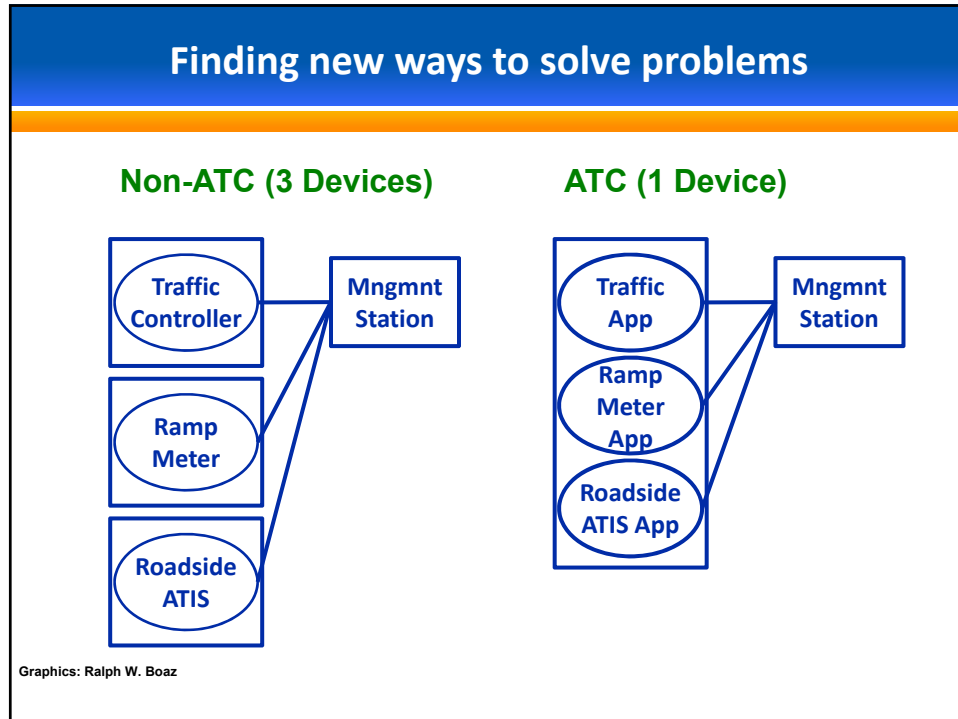 Finding new ways to solve problems
Non-ATC (3 Devices)
Traffic
Controller
Ramp
Meter
Roadside
ATIS
Mngmnt
Station
ATC (1 Device)
Traffic
App
Ramp
Meter
App
Roadside
ATIS App
Mngmnt
Station
Graphics: Ralph W. Boaz